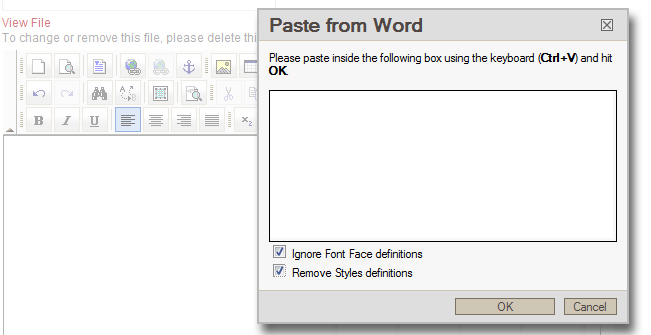 View File
To change or remove this file, please delete thi
Paste from Word
Please paste inside the following box using the keyboard (Ctrl+V) and hit
OK.
B I U x₂
Ignore Font Face definitions
Remove Styles definitions
OK Cancel